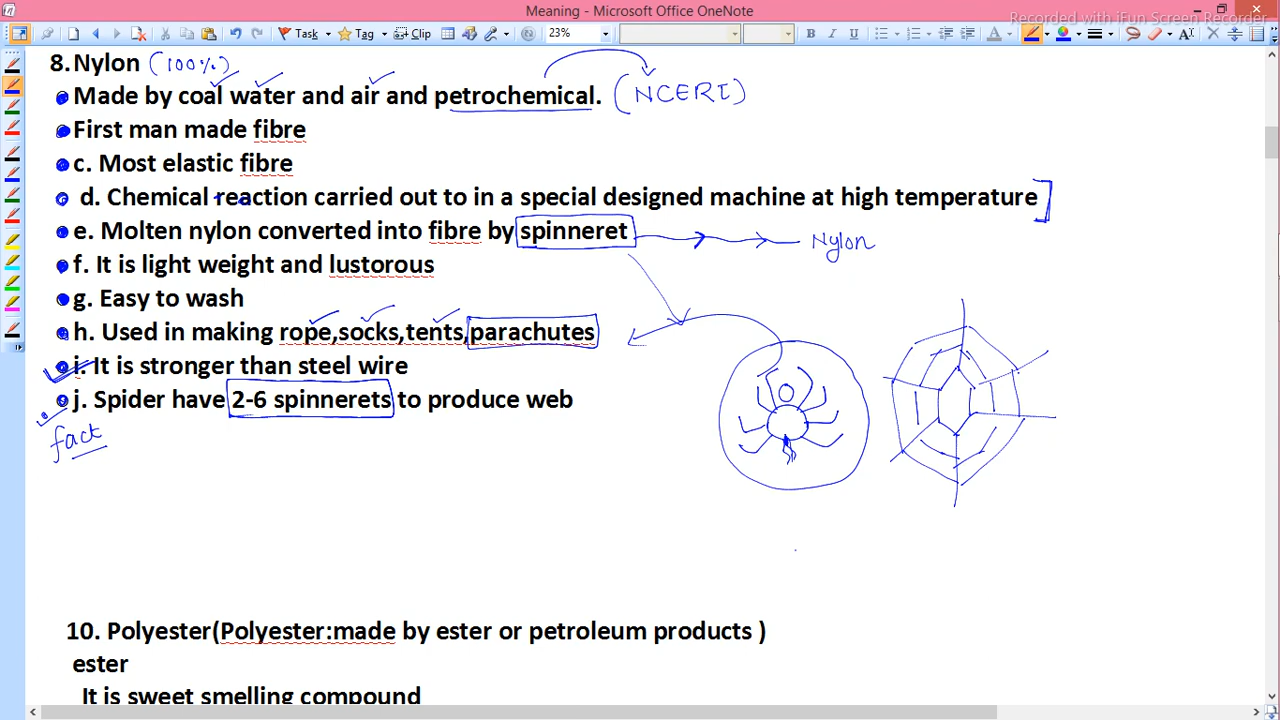 Meaning - Microsoft Office OneNote
Recorded with iFun Screen Recorder
Task Tag Clip 23% B I U
8. Nylon (100%)
Made by coal water and air and petrochemical. (NCERT)
First man made fibre
c. Most elastic fibre
d. Chemical reaction carried out to in a special designed machine at high temperature
e. Molten nylon converted into fibre by spinneret Nylon
f. It is light weight and lustorous
g. Easy to wash
h. Used in making rope,socks,tents,parachutes
i. It is stronger than steel wire
j. Spider have 2-6 spinnerets to produce web
fact
10. Polyester(Polyester:made by ester or petroleum products )
ester
It is sweet smelling compound